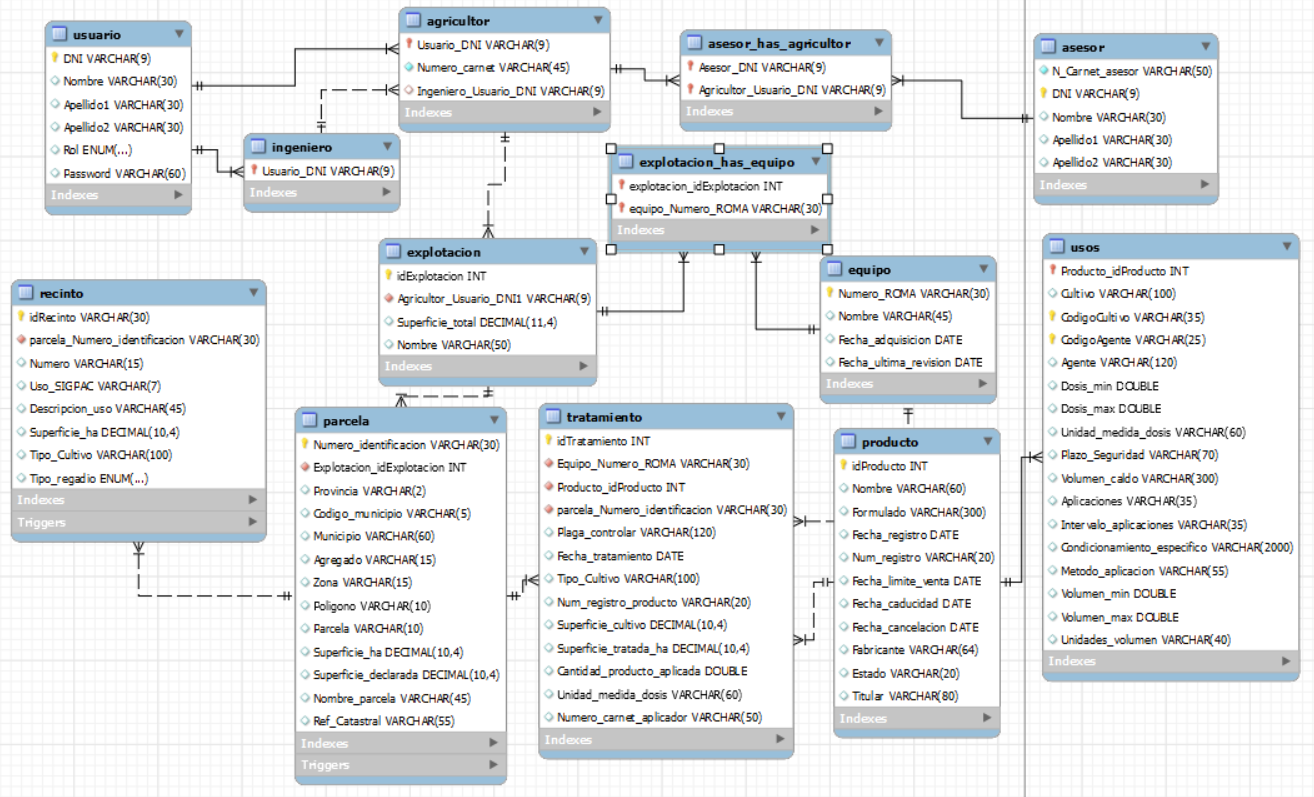 usuario
DNI VARCHAR(9)
Nombre VARCHAR(30)
Apellido1 VARCHAR(30)
Apellido2 VARCHAR(30)
Rol ENUM(...)
Password VARCHAR(60)
Indexes
agricultor
Usuario_DNI VARCHAR(9)
Numero_carnet VARCHAR(45)
Ingeniero_Usuario_DNI VARCHAR(9)
Indexes
asesor_has_agricultor
Asesor_DNI VARCHAR(9)
Agricultor_Usuario_DNI VARCHAR(9)
Indexes
asesor
N_Carnet_asesor VARCHAR(50)
DNI VARCHAR(9)
Nombre VARCHAR(30)
Apellido1 VARCHAR(30)
Apellido2 VARCHAR(30)
Indexes
ingeniero
Usuario_DNI VARCHAR(9)
Indexes
explotacion_has_equipo
explotacion_idExplotacion INT
equipo_Numero_ROMA VARCHAR(30)
Indexes
explotacion
idExplotacion INT
Agricultor_Usuario_DNI1 VARCHAR(9)
Superficie_total DECIMAL(11,4)
Nombre VARCHAR(50)
Indexes
equipo
Numero_ROMA VARCHAR(30)
Nombre VARCHAR(45)
Fecha_adquisicion DATE
Fecha_ultima_revision DATE
Indexes
usos
Producto_idProducto INT
Cultivo VARCHAR(100)
CodigoCultivo VARCHAR(35)
CodigoAgente VARCHAR(25)
Agente VARCHAR(120)
Dosis_min DOUBLE
Dosis_max DOUBLE
Unidad_medida_dosis VARCHAR(60)
Plazo_Seguridad VARCHAR(70)
Volumen_caldo VARCHAR(300)
Aplicaciones VARCHAR(35)
Intervalo_aplicaciones VARCHAR(35)
Condicionamiento_especifico VARCHAR(2000)
Metodo_aplicacion VARCHAR(55)
Volumen_min DOUBLE
Volumen_max DOUBLE
Unidades_volumen VARCHAR(40)
Indexes
recinto
idRecinto VARCHAR(30)
parcela_Numero_identificacion VARCHAR(30)
Numero VARCHAR(15)
Uso_SIGPAC VARCHAR(7)
Descripcion_uso VARCHAR(45)
Superficie_ha DECIMAL(10,4)
Tipo_Cultivo VARCHAR(100)
Tipo_regadio ENUM(...)
Indexes
Triggers
parcela
Numero_identificacion VARCHAR(30)
Explotacion_idExplotacion INT
Provincia VARCHAR(2)
Codigo_municipio VARCHAR(5)
Municipio VARCHAR(60)
Agregado VARCHAR(15)
Zona VARCHAR(15)
Poligono VARCHAR(10)
Parcela VARCHAR(10)
Superficie_ha DECIMAL(10,4)
Superficie_declarada DECIMAL(10,4)
Nombre_parcela VARCHAR(45)
Ref_Catastral VARCHAR(55)
Indexes
Triggers
tratamiento
idTratamiento INT
Equipo_Numero_ROMA VARCHAR(30)
Producto_idProducto INT
parcela_Numero_identificacion VARCHAR(30)
Plaga_controlar VARCHAR(120)
Fecha_tratamiento DATE
Tipo_Cultivo VARCHAR(100)
Num_registro_producto VARCHAR(20)
Superficie_cultivo DECIMAL(10,4)
Superficie_tratada_ha DECIMAL(10,4)
Cantidad_producto_aplicada DOUBLE
Unidad_medida_dosis VARCHAR(60)
Numero_carnet_aplicador VARCHAR(50)
Indexes
producto
idProducto INT
Nombre VARCHAR(60)
Formulado VARCHAR(300)
Fecha_registro DATE
Num_registro VARCHAR(20)
Fecha_limite_venta DATE
Fecha_caducidad DATE
Fecha_cancelacion DATE
Fabricante VARCHAR(64)
Estado VARCHAR(20)
Titular VARCHAR(80)
Indexes